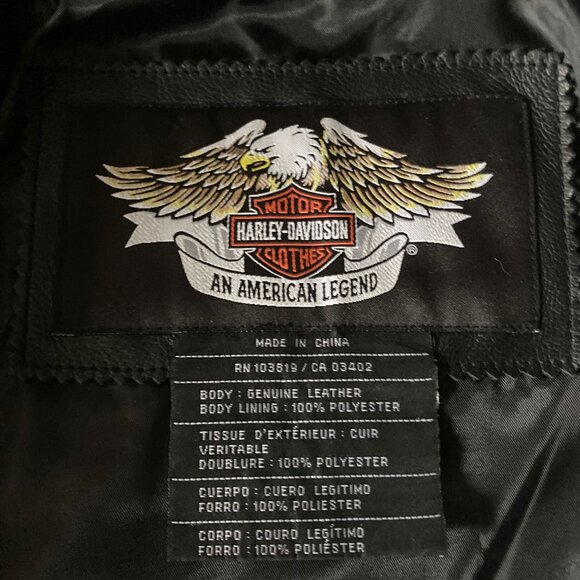 MOTOR
HARLEY-DAVIDSON
CLOTHES
®
AN AMERICAN LEGEND
MADE IN CHINA
RN 103819 / CA 03402
BODY : GENUINE LEATHER
BODY LINING : 100% POLYESTER
TISSUE D'EXTÉRIEUR : CUIR
VERITABLE
DOUBLURE : 100% POLYESTER
CUERPO : CUERO LEGITIMO
FORRO : 100% POLYESTER
CORPO : COURO LEGÍTIMO
FORRO : 100% POLIÉSTER